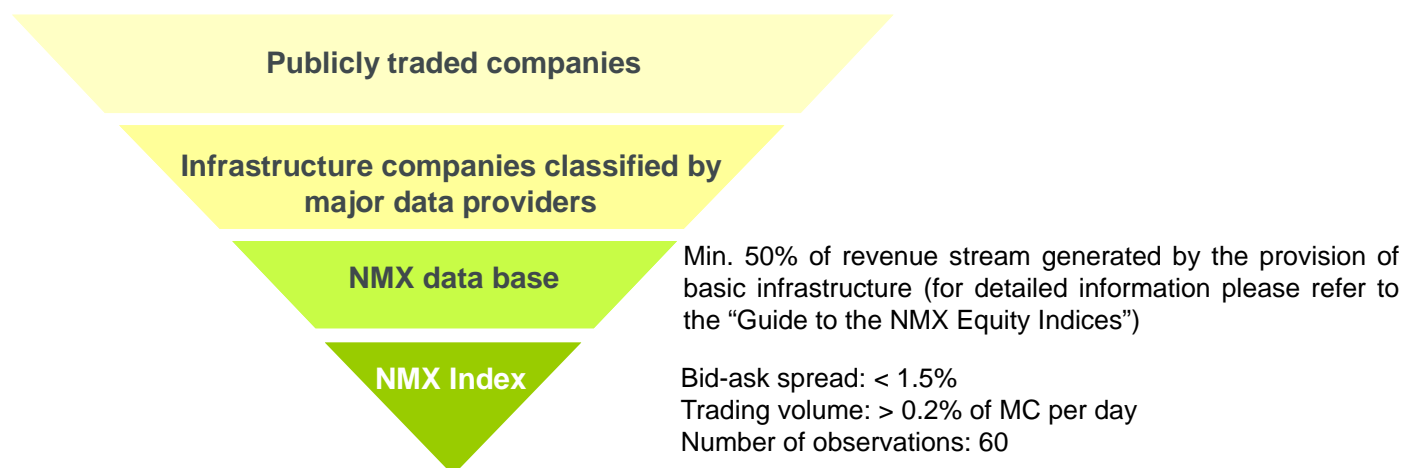 Publicly traded companies
Infrastructure companies classified by
major data providers
NMX data base
Min. 50% of revenue stream generated by the provision of
basic infrastructure (for detailed information please refer to
the “Guide to the NMX Equity Indices”)
NMX Index
Bid-ask spread: < 1.5%
Trading volume: > 0.2% of MC per day
Number of observations: 60